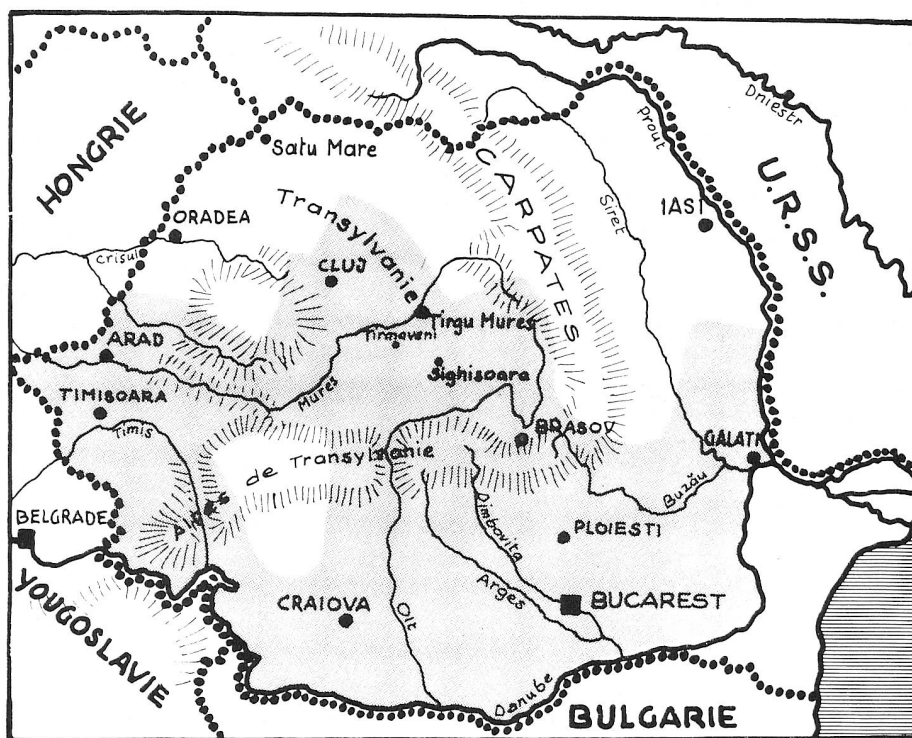 Dniestr
Prout
HONGRIE
U.R.S.S.
Satu Mare
CARPATES
Siret
IASI
ORADEA
Transylvanie
Crisul
CLUJ
Tirgu Mures
Tirnaveni
ARAD
Sighisoara
Mures
TIMISOARA
Timis
BRASOV
GALATI
Alpes de Transylvanie
Buzău
BELGRADE
Dimbovita
PLOIESTI
YOUGOSLAVIE
Arges
BUCAREST
CRAIOVA
Olt
Danube
BULGARIE